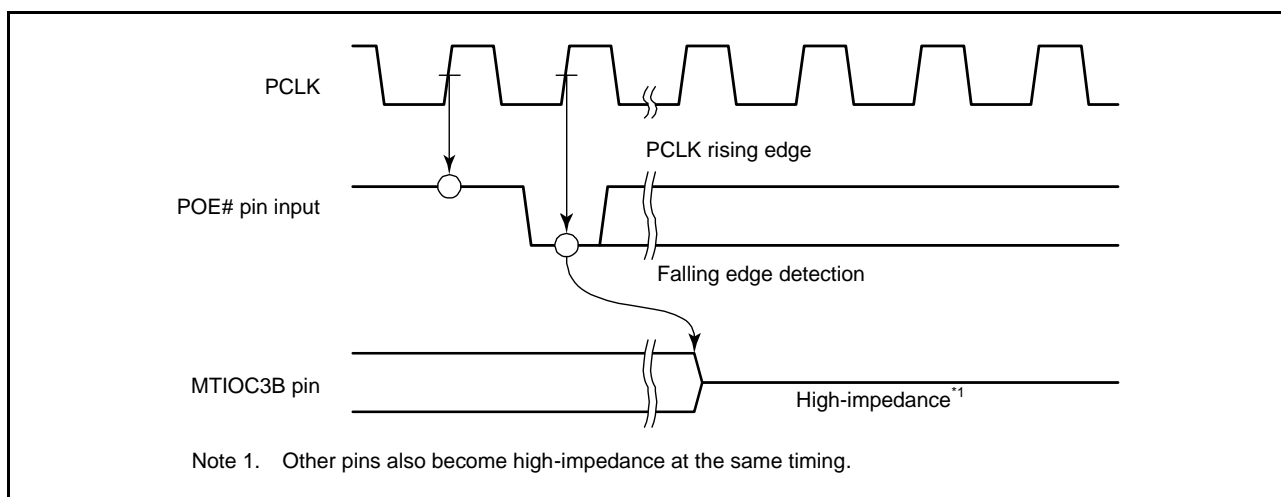 PCLK
PCLK rising edge
POE# pin input
Falling edge detection
MTIOC3B pin
High-impedance*1
Note 1. Other pins also become high-impedance at the same timing.